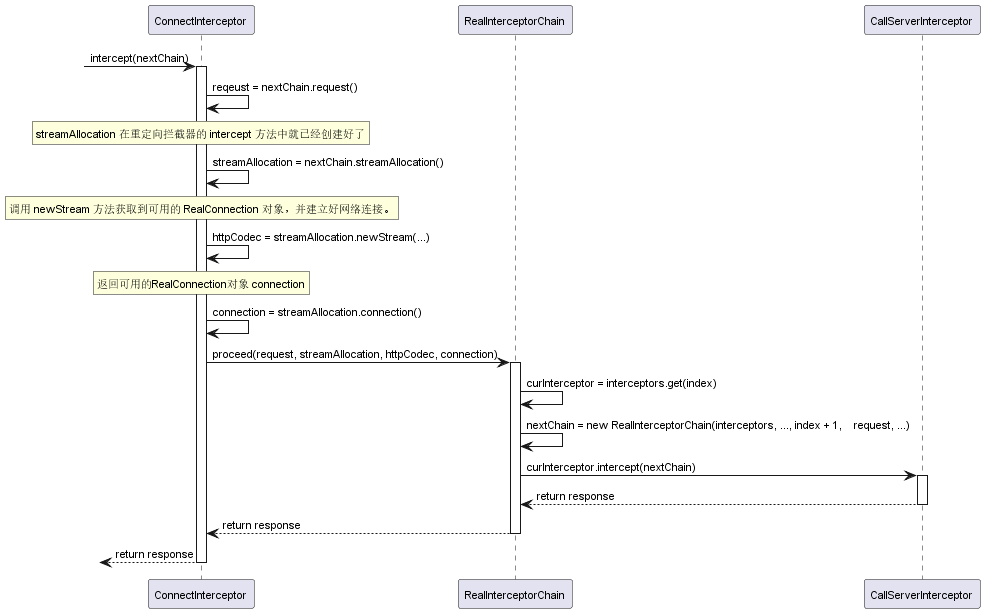 ConnectInterceptor RealInterceptorChain CallServerInterceptor
intercept(nextChain)
reqeust = nextChain.request()
streamAllocation 在重定向拦截器的 intercept 方法中就已经创建好了
streamAllocation = nextChain.streamAllocation()
调用 newStream 方法获取到可用的 RealConnection 对象，并建立好网络连接。
httpCodec = streamAllocation.newStream(...)
返回可用的RealConnection对象 connection
connection = streamAllocation.connection()
proceed(request, streamAllocation, httpCodec, connection)
curInterceptor = interceptors.get(index)
nextChain = new RealInterceptorChain(interceptors, ..., index + 1, request, ...)
curInterceptor.intercept(nextChain)
return response
return response
return response
ConnectInterceptor RealInterceptorChain CallServerInterceptor